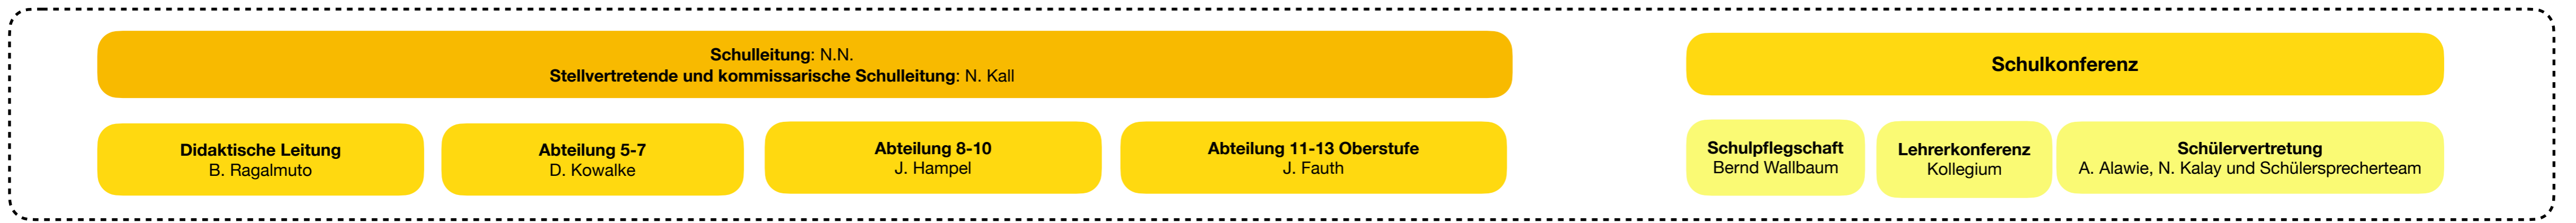 Schulleitung: N.N.
Stellvertretende und kommissarische Schulleitung: N. Kall
Didaktische Leitung
B. Ragalmuto
Abteilung 5-7
D. Kowalke
Abteilung 8-10
J. Hampel
Abteilung 11-13 Oberstufe
J. Fauth
Schulkonferenz
Schulpflegschaft
Bernd Wallbaum
Lehrerkonferenz
Kollegium
Schülervertretung
A. Alawie, N. Kalay und Schülersprecherteam